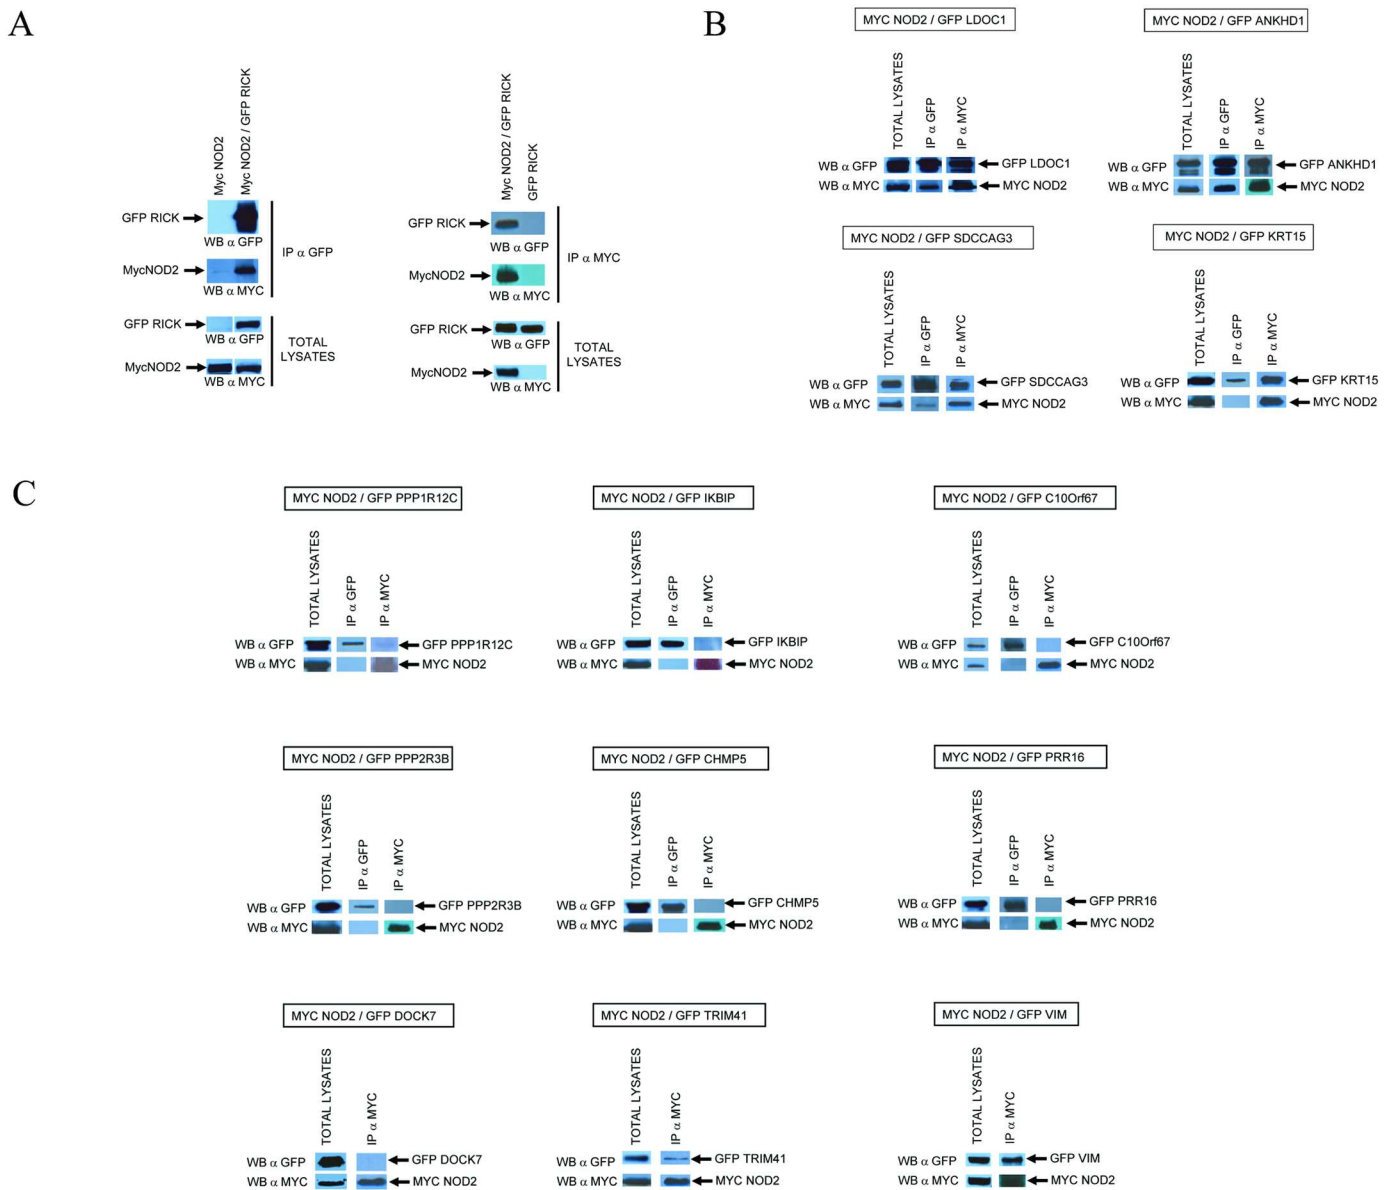 A
Myc NOD2
Myc NOD2 / GFP RICK
GFP RICK
WB α GFP
MycNOD2
WB α MYC
IP α GFP
GFP RICK
WB α GFP
MycNOD2
WB α MYC
TOTAL
LYSATES
Myc NOD2 / GFP RICK
GFP RICK
GFP RICK
WB α GFP
MycNOD2
WB α MYC
IP α MYC
GFP RICK
WB α GFP
MycNOD2
WB α MYC
TOTAL
LYSATES
B
MYC NOD2 / GFP LDOC1
TOTAL LYSATES
IP α GFP
IP α MYC
WB α GFP
GFP LDOC1
WB α MYC
MYC NOD2
MYC NOD2 / GFP ANKHD1
TOTAL LYSATES
IP α GFP
IP α MYC
WB α GFP
GFP ANKHD1
WB α MYC
MYC NOD2
MYC NOD2 / GFP SDCCAG3
TOTAL LYSATES
IP α GFP
IP α MYC
WB α GFP
GFP SDCCAG3
WB α MYC
MYC NOD2
MYC NOD2 / GFP KRT15
TOTAL LYSATES
IP α GFP
IP α MYC
WB α GFP
GFP KRT15
WB α MYC
MYC NOD2
C
MYC NOD2 / GFP PPP1R12C
TOTAL LYSATES
IP α GFP
IP α MYC
WB α GFP
GFP PPP1R12C
WB α MYC
MYC NOD2
MYC NOD2 / GFP IKBIP
TOTAL LYSATES
IP α GFP
IP α MYC
WB α GFP
GFP IKBIP
WB α MYC
MYC NOD2
MYC NOD2 / GFP C10Orf67
TOTAL LYSATES
IP α GFP
IP α MYC
WB α GFP
GFP C10Orf67
WB α MYC
MYC NOD2
MYC NOD2 / GFP PPP2R3B
TOTAL LYSATES
IP α GFP
IP α MYC
WB α GFP
GFP PPP2R3B
WB α MYC
MYC NOD2
MYC NOD2 / GFP CHMP5
TOTAL LYSATES
IP α GFP
IP α MYC
WB α GFP
GFP CHMP5
WB α MYC
MYC NOD2
MYC NOD2 / GFP PRR16
TOTAL LYSATES
IP α GFP
IP α MYC
WB α GFP
GFP PRR16
WB α MYC
MYC NOD2
MYC NOD2 / GFP DOCK7
TOTAL LYSATES
IP α MYC
WB α GFP
GFP DOCK7
WB α MYC
MYC NOD2
MYC NOD2 / GFP TRIM41
TOTAL LYSATES
IP α MYC
WB α GFP
GFP TRIM41
WB α MYC
MYC NOD2
MYC NOD2 / GFP VIM
TOTAL LYSATES
IP α MYC
WB α GFP
GFP VIM
WB α MYC
MYC NOD2